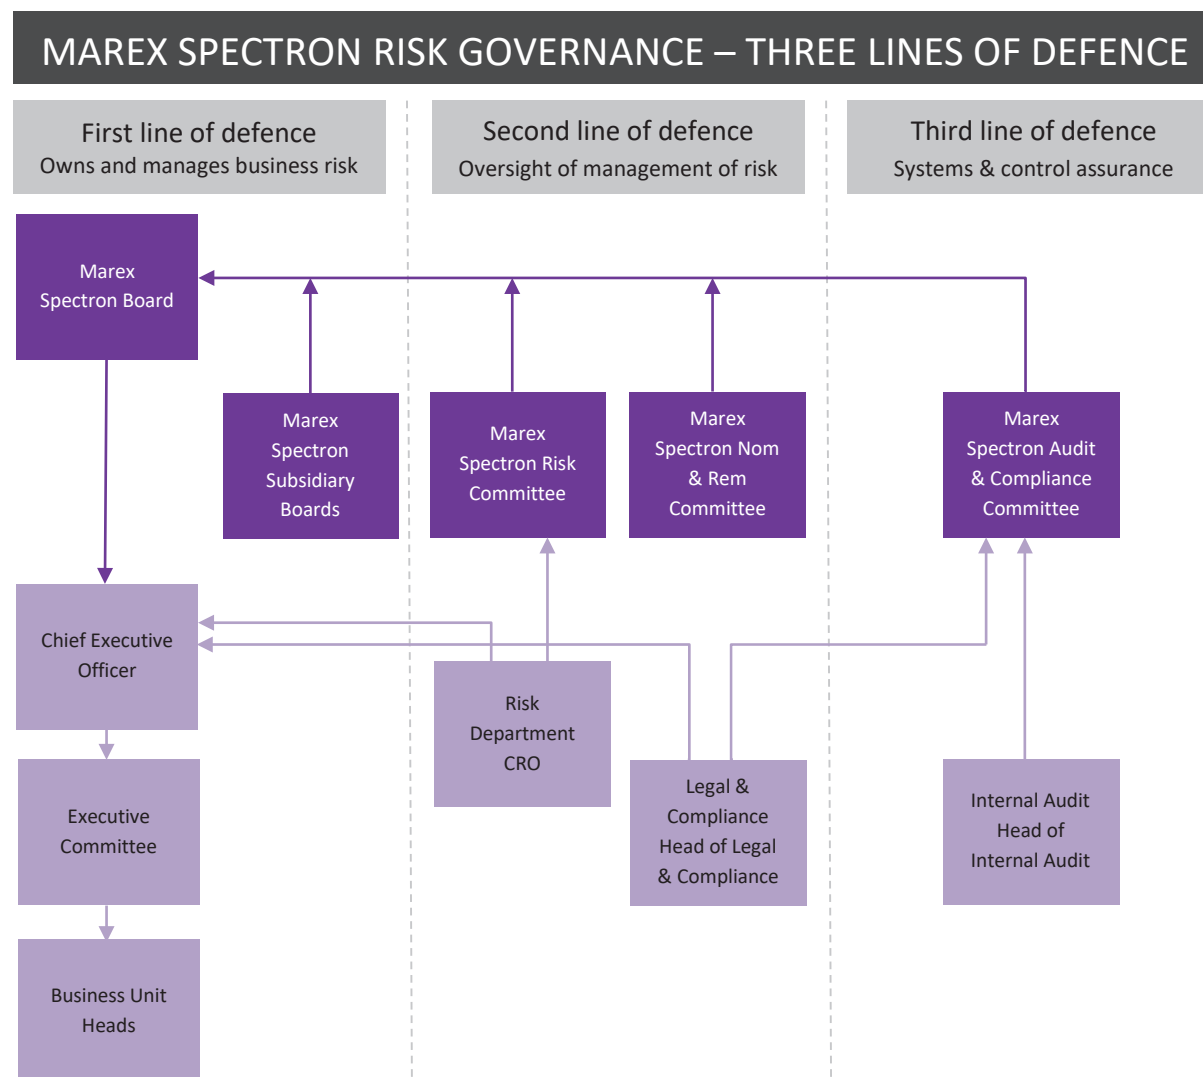 MAREX SPECTRON RISK GOVERNANCE – THREE LINES OF DEFENCE
First line of defence
Owns and manages business risk
Second line of defence
Oversight of management of risk
Third line of defence
Systems & control assurance
Marex
Spectron Board
Marex
Spectron
Subsidiary
Boards
Marex
Spectron Risk
Committee
Marex
Spectron Nom
& Rem
Committee
Marex
Spectron Audit
& Compliance
Committee
Chief Executive
Officer
Risk
Department
CRO
Legal &
Compliance
Head of Legal
& Compliance
Internal Audit
Head of
Internal Audit
Executive
Committee
Business Unit
Heads